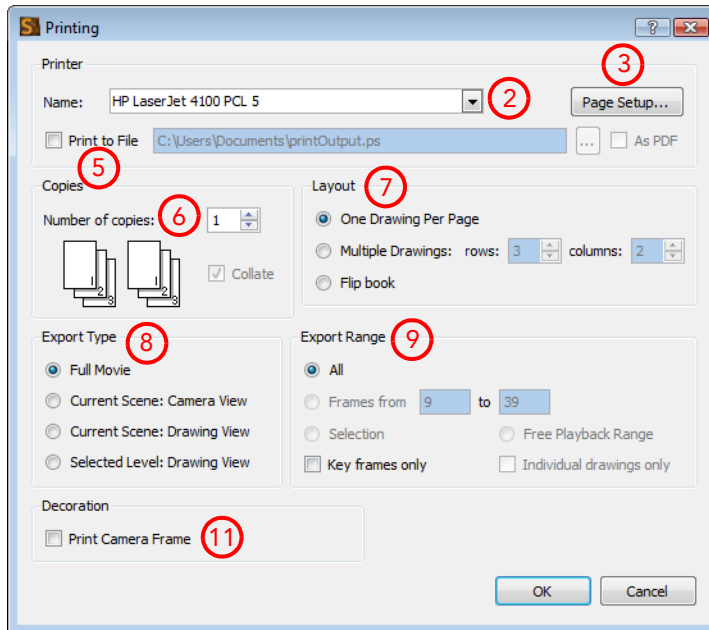 S Printing ?
3
Printer
Name: HP LaserJet 4100 PCL 5 2 Page Setup...
Print to File C:\Users\Documents\printOutput.ps ... As PDF
5
Copies
Number of copies: 6 1
1 2 3 1 2 3 Collate
Layout 7
One Drawing Per Page
Multiple Drawings: rows: 3 columns: 2
Flip book
Export Type 8
Full Movie
Current Scene: Camera View
Current Scene: Drawing View
Selected Level: Drawing View
Export Range 9
All
Frames from 9 to 39
Selection Free Playback Range
Key frames only Individual drawings only
Decoration
Print Camera Frame 11
OK Cancel